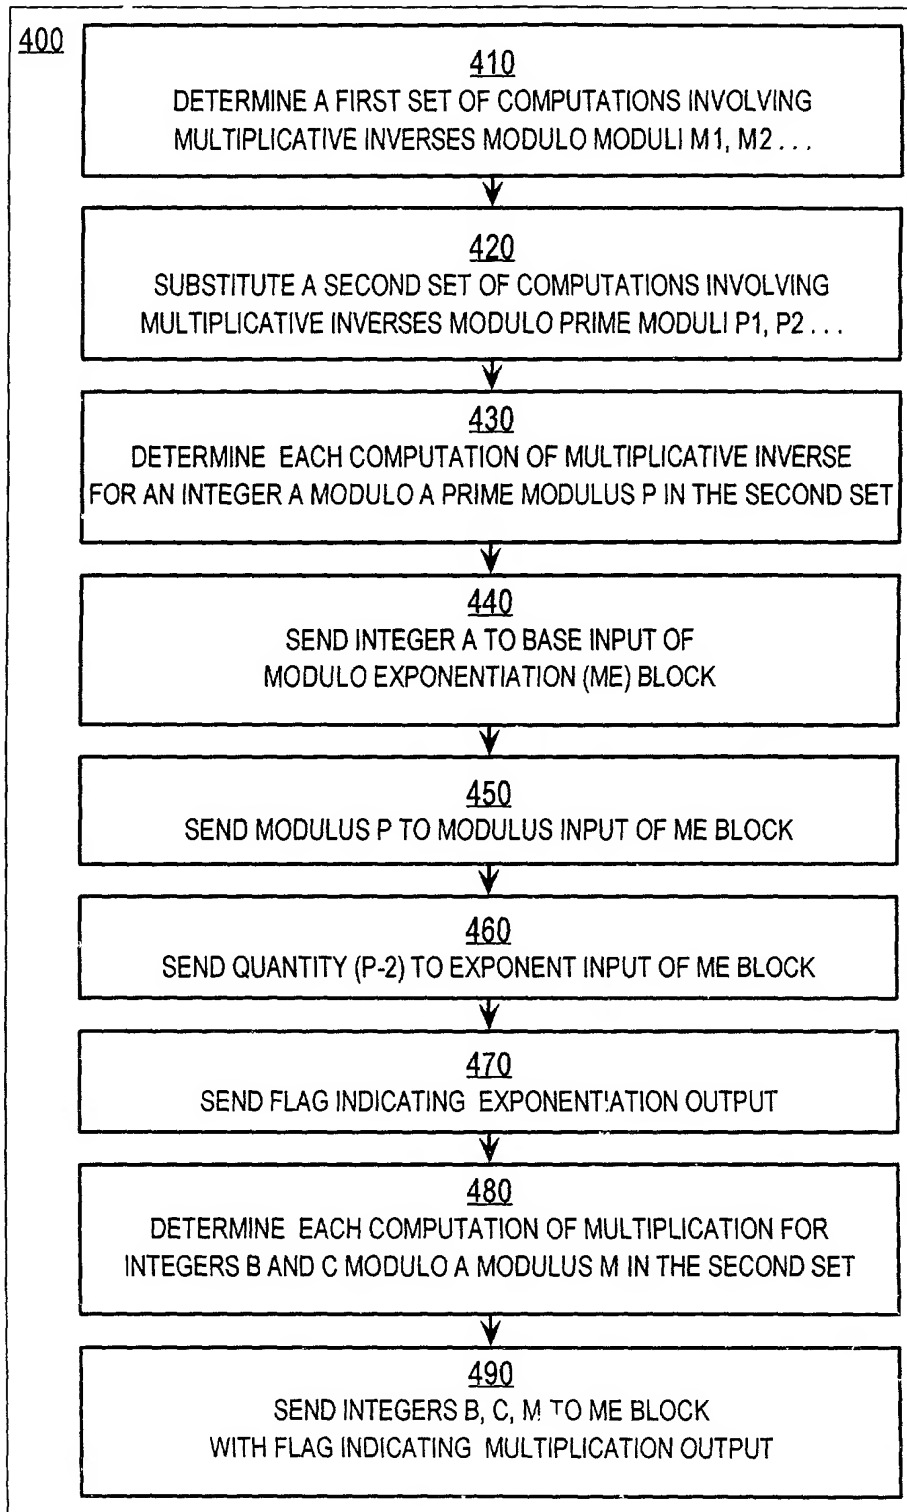 400
410
DETERMINE A FIRST SET OF COMPUTATIONS INVOLVING
MULTIPLICATIVE INVERSES MODULO MODULI M1, M2 . . .
420
SUBSTITUTE A SECOND SET OF COMPUTATIONS INVOLVING
MULTIPLICATIVE INVERSES MODULO PRIME MODULI P1, P2 . . .
430
DETERMINE EACH COMPUTATION OF MULTIPLICATIVE INVERSE
FOR AN INTEGER A MODULO A PRIME MODULUS P IN THE SECOND SET
440
SEND INTEGER A TO BASE INPUT OF
MODULO EXPONENTIATION (ME) BLOCK
450
SEND MODULUS P TO MODULUS INPUT OF ME BLOCK
460
SEND QUANTITY (P-2) TO EXPONENT INPUT OF ME BLOCK
470
SEND FLAG INDICATING EXPONENTIATION OUTPUT
480
DETERMINE EACH COMPUTATION OF MULTIPLICATION FOR
INTEGERS B AND C MODULO A MODULUS M IN THE SECOND SET
490
SEND INTEGERS B, C, M TO ME BLOCK
WITH FLAG INDICATING MULTIPLICATION OUTPUT